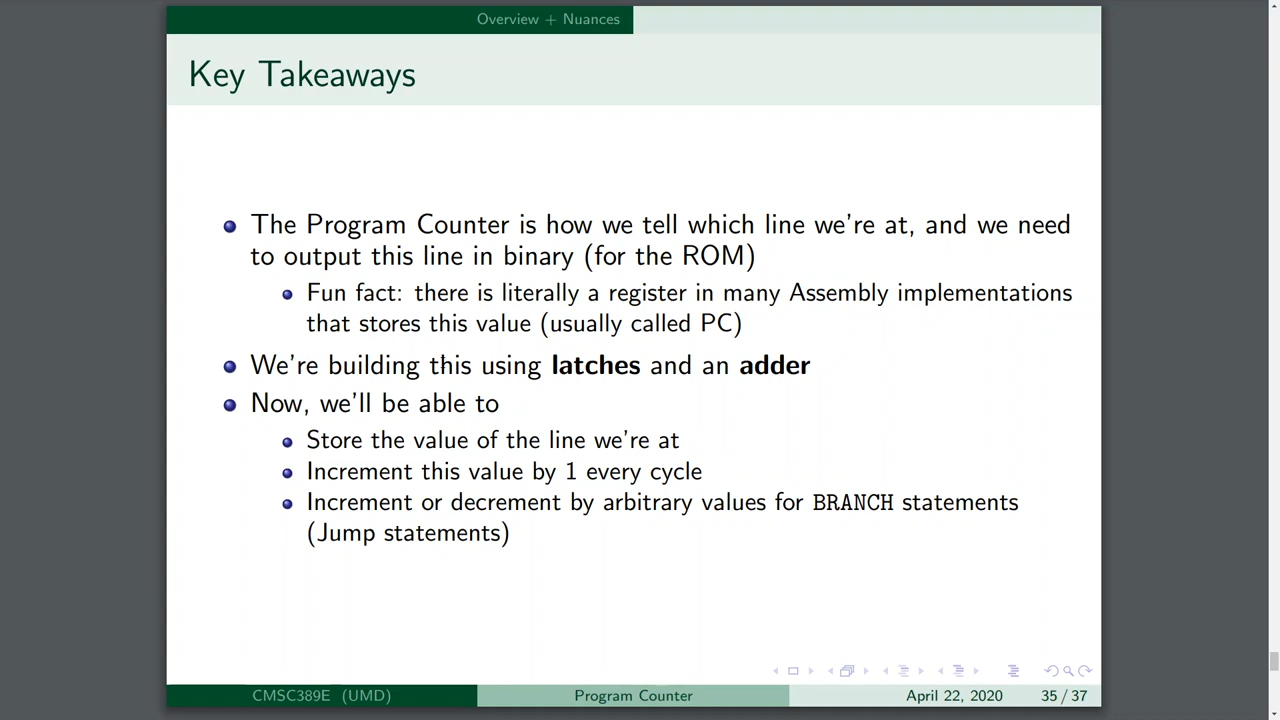 Overview + Nuances
Key Takeaways
The Program Counter is how we tell which line we're at, and we need
to output this line in binary (for the ROM)
Fun fact: there is literally a register in many Assembly implementations
that stores this value (usually called PC)
We're building this using latches and an adder
Now, we'll be able to
Store the value of the line we're at
Increment this value by 1 every cycle
Increment or decrement by arbitrary values for BRANCH statements
(Jump statements)
CMSC389E (UMD)
Program Counter
April 22, 2020
35 / 37